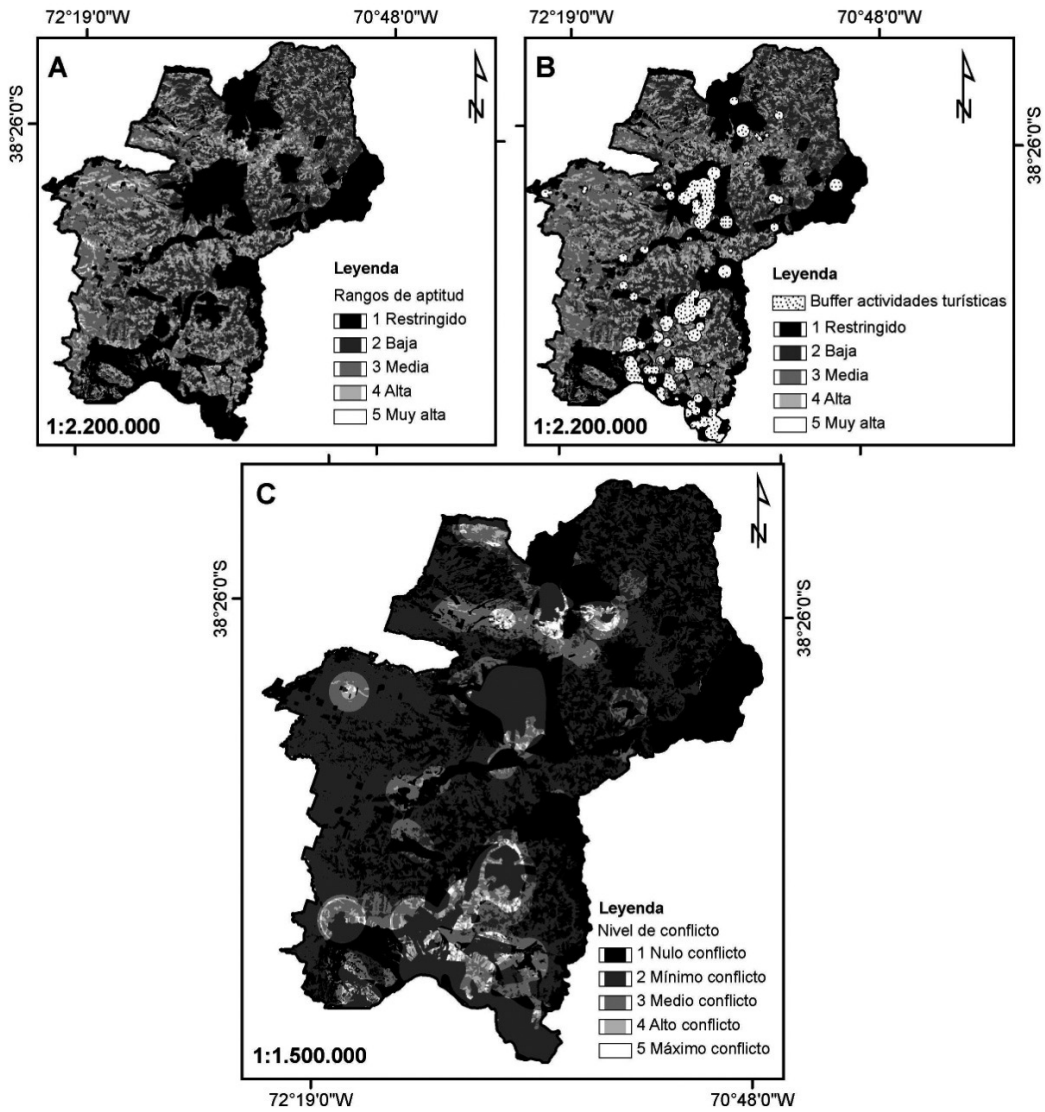 72°19'0"W
70°48'0"W
72°19'0"W
70°48'0"W
A
N
38°26'0"S
Leyenda
Rangos de aptitud
1 Restringido
2 Baja
3 Media
4 Alta
5 Muy alta
1:2.200.000
B
N
38°26'0"S
Leyenda
Buffer actividades turísticas
1 Restringido
2 Baja
3 Media
4 Alta
5 Muy alta
1:2.200.000
C
N
38°26'0"S
38°26'0"S
Leyenda
Nivel de conflicto
1 Nulo conflicto
2 Mínimo conflicto
3 Medio conflicto
4 Alto conflicto
5 Máximo conflicto
1:1.500.000
72°19'0"W
70°48'0"W